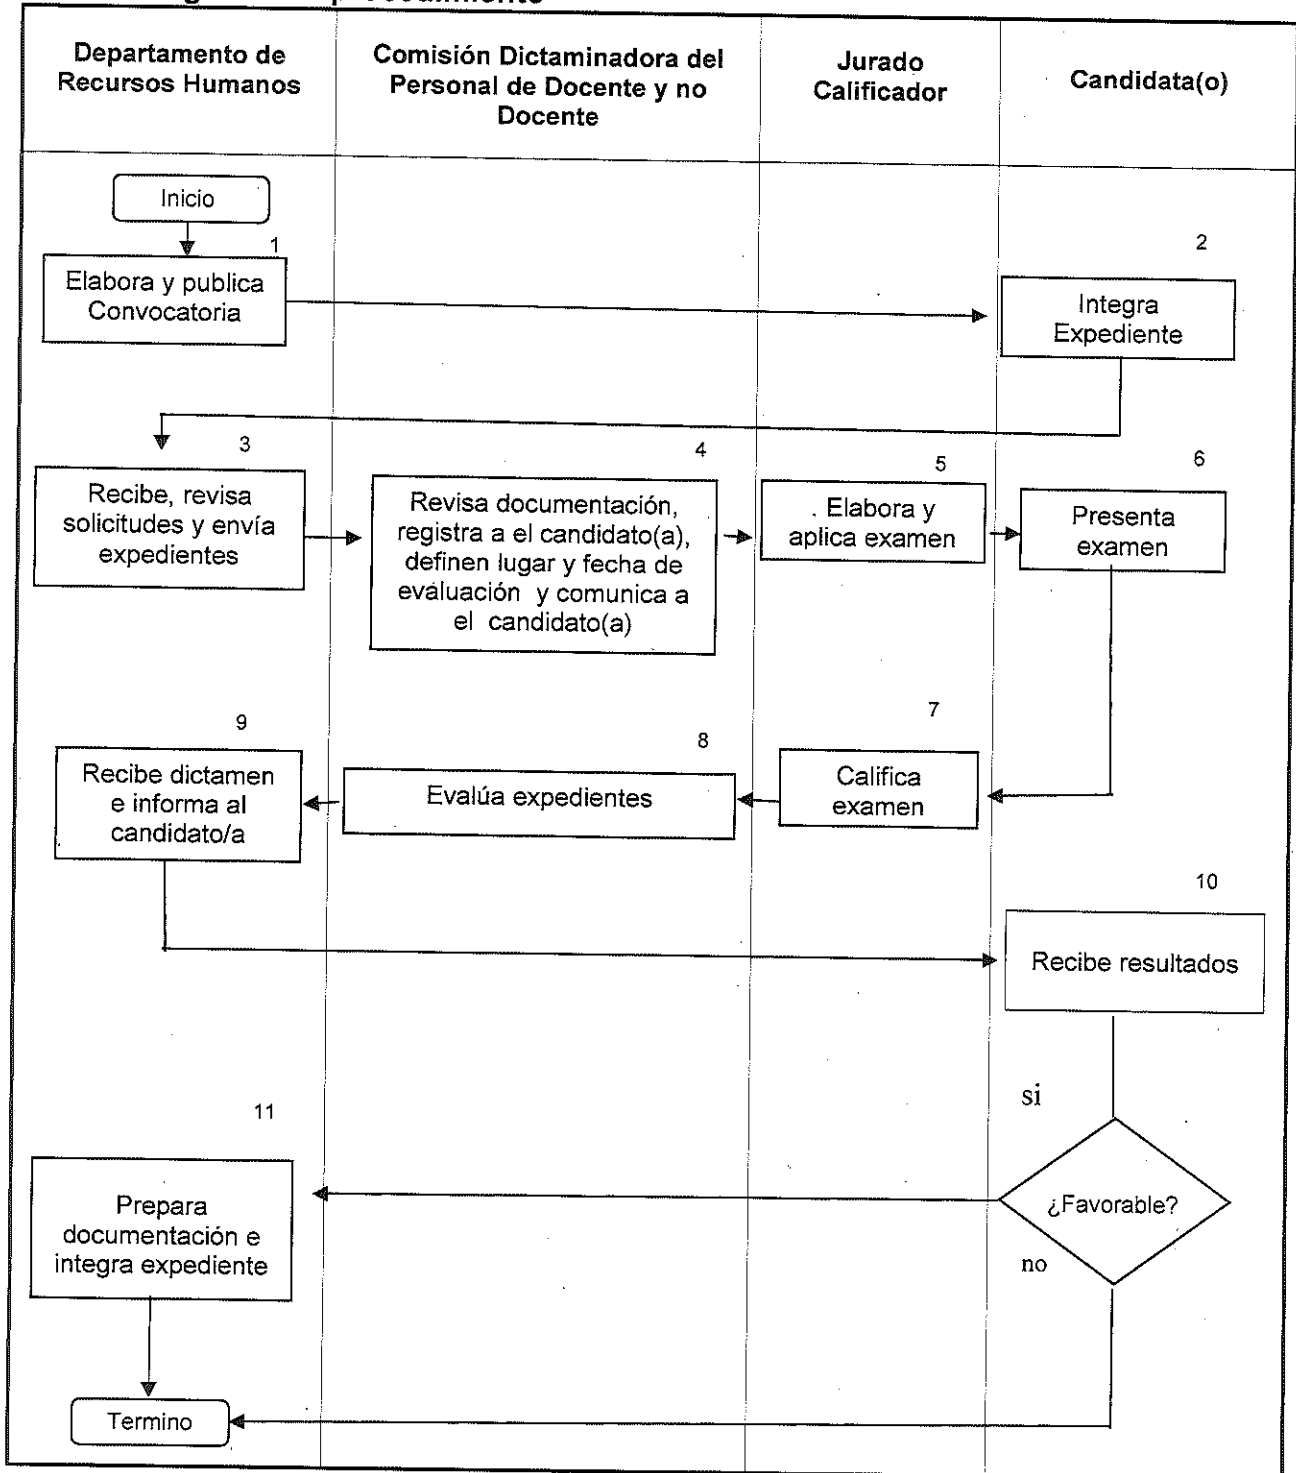 Departamento de
Recursos Humanos
Comisión Dictaminadora del
Personal de Docente y no
Docente
Jurado
Calificador
Candidata(o)
Inicio
1
Elabora y publica
Convocatoria
2
Integra
Expediente
3
Recibe, revisa
solicitudes y envía
expedientes
4
Revisa documentación,
registra a el candidato(a),
definen lugar y fecha de
evaluación y comunica a
el candidato(a)
5
Elabora y
aplica examen
6
Presenta
examen
7
Califica
examen
8
Evalúa expedientes
9
Recibe dictamen
e informa al
candidato/a
10
Recibe resultados
si
¿Favorable?
no
11
Prepara
documentación e
integra expediente
Termino